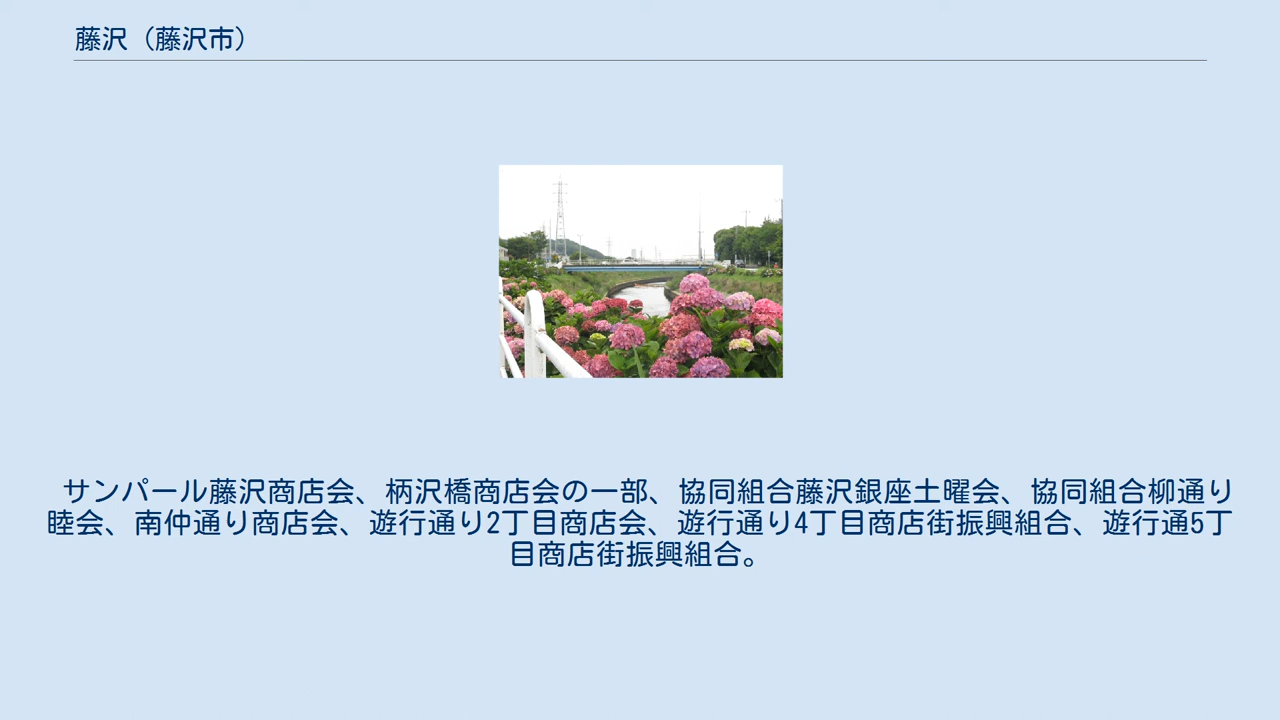 藤沢（藤沢市）
サンパール藤沢商店会、柄沢橋商店会の一部、協同組合藤沢銀座土曜会、協同組合柳通り
睦会、南仲通り商店会、遊行通り2丁目商店会、遊行通り4丁目商店街振興組合、遊行通5丁
目商店街振興組合。